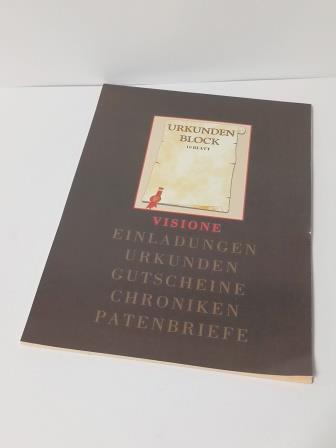 URKUNDEN
BLOCK
10 BLATT
VISIONE
EINLADUNGEN
URKUNDEN
GUTSCHEINE
CHRONIKEN
PATENBRIEFE